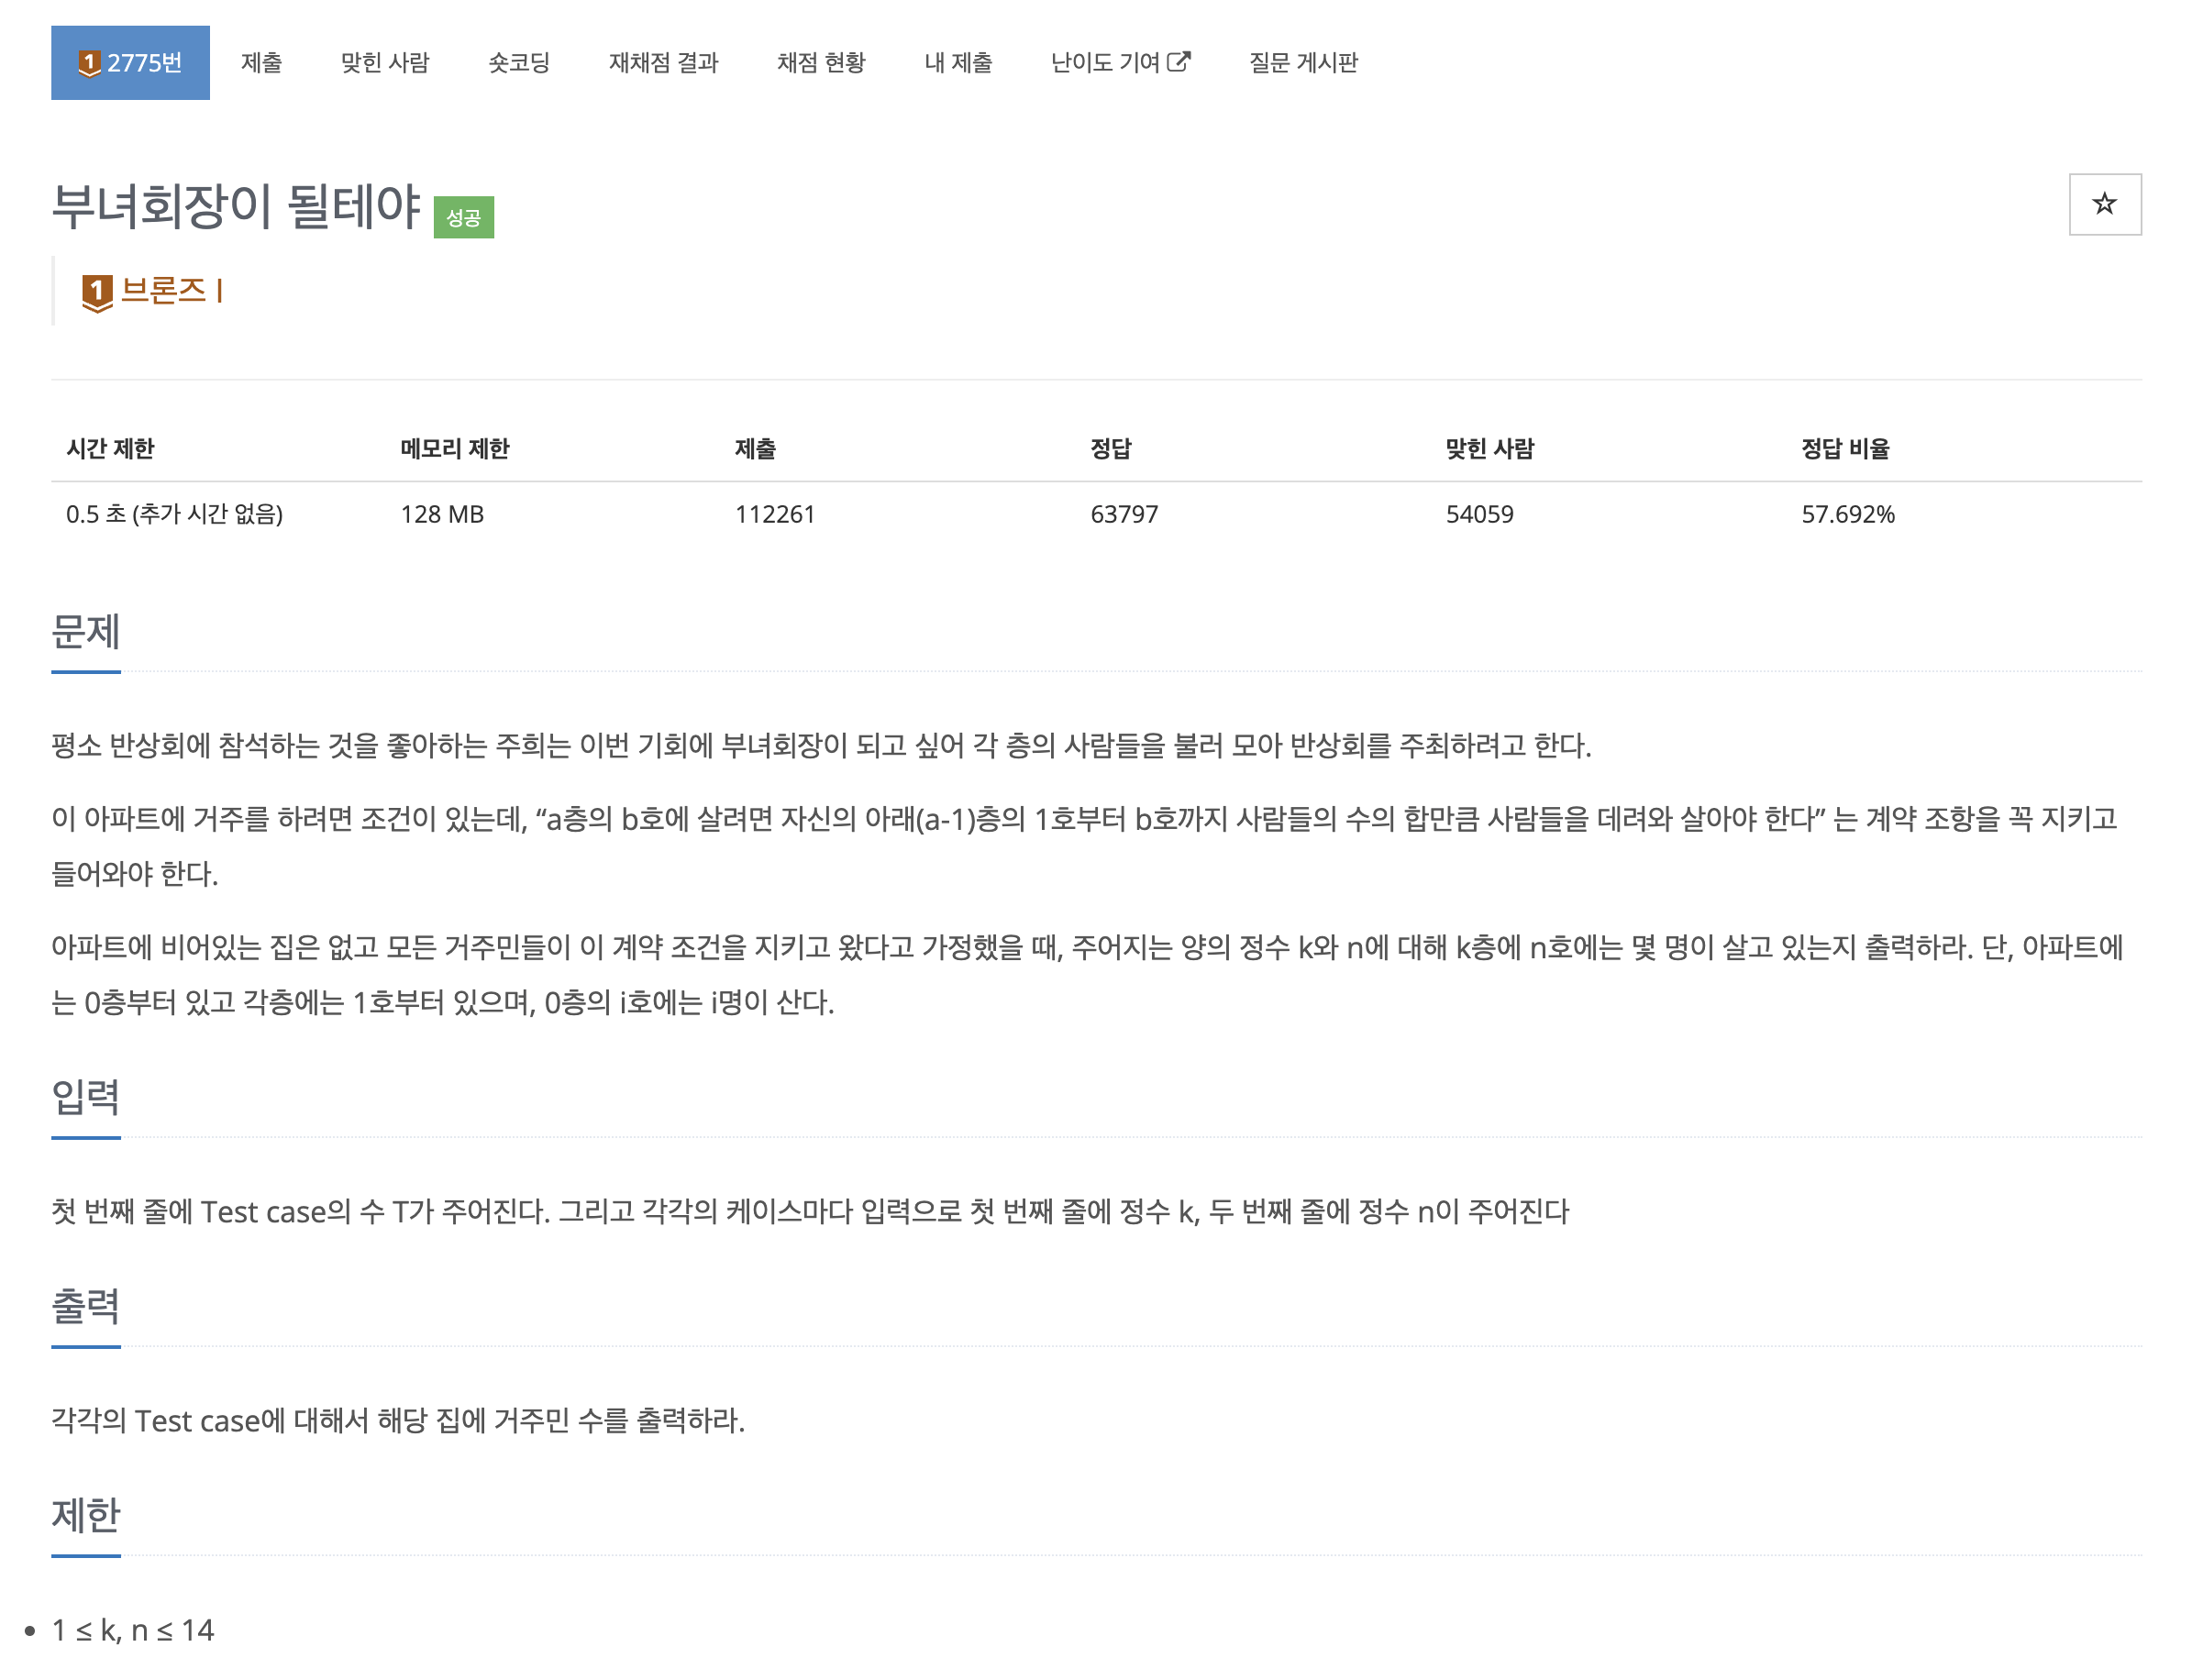 1 2775번 제출 맞힌 사람 숏코딩 재채점 결과 채점 현황 내 제출 난이도 기여 질문 게시판
부녀회장이 될테야 성공
1 브론즈 I
시간 제한 메모리 제한 제출 정답 맞힌 사람 정답 비율
0.5 초 (추가 시간 없음) 128 MB 112261 63797 54059 57.692%
문제
평소 반상회에 참석하는 것을 좋아하는 주희는 이번 기회에 부녀회장이 되고 싶어 각 층의 사람들을 불러 모아 반상회를 주최하려고 한다.
이 아파트에 거주를 하려면 조건이 있는데, “a층의 b호에 살려면 자신의 아래(a-1)층의 1호부터 b호까지 사람들의 수의 합만큼 사람들을 데려와 살아야 한다” 는 계약 조항을 꼭 지키고
들어와야 한다.
아파트에 비어있는 집은 없고 모든 거주민들이 이 계약 조건을 지키고 왔다고 가정했을 때, 주어지는 양의 정수 k와 n에 대해 k층에 n호에는 몇 명이 살고 있는지 출력하라. 단, 아파트에
는 0층부터 있고 각층에는 1호부터 있으며, 0층의 i호에는 i명이 산다.
입력
첫 번째 줄에 Test case의 수 T가 주어진다. 그리고 각각의 케이스마다 입력으로 첫 번째 줄에 정수 k, 두 번째 줄에 정수 n이 주어진다
출력
각각의 Test case에 대해서 해당 집에 거주민 수를 출력하라.
제한
• 1 ≤ k, n ≤ 14